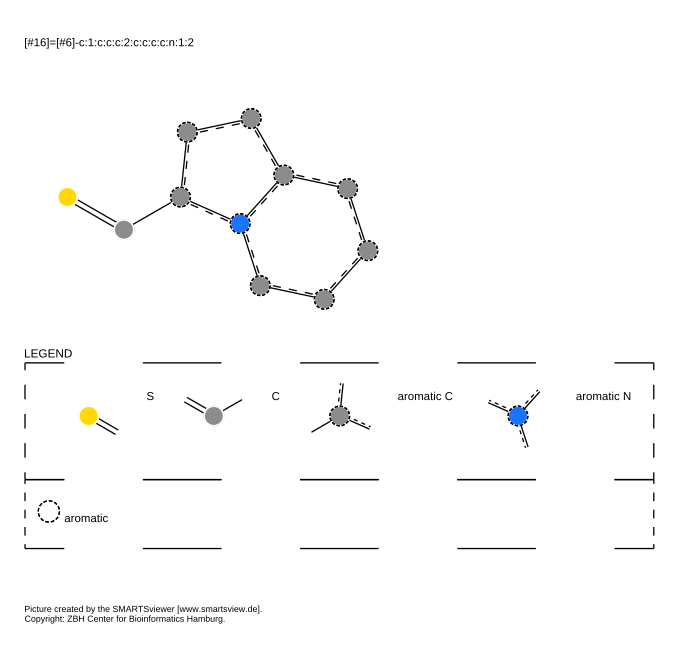 [#16]=[#6]-c:1:c:c:c:2:c:c:c:c:n:1:2
LEGEND
S
C
aromatic C
aromatic N
aromatic
Picture created by the SMARTSviewer [www.smartsview.de].
Copyright: ZBH Center for Bioinformatics Hamburg.